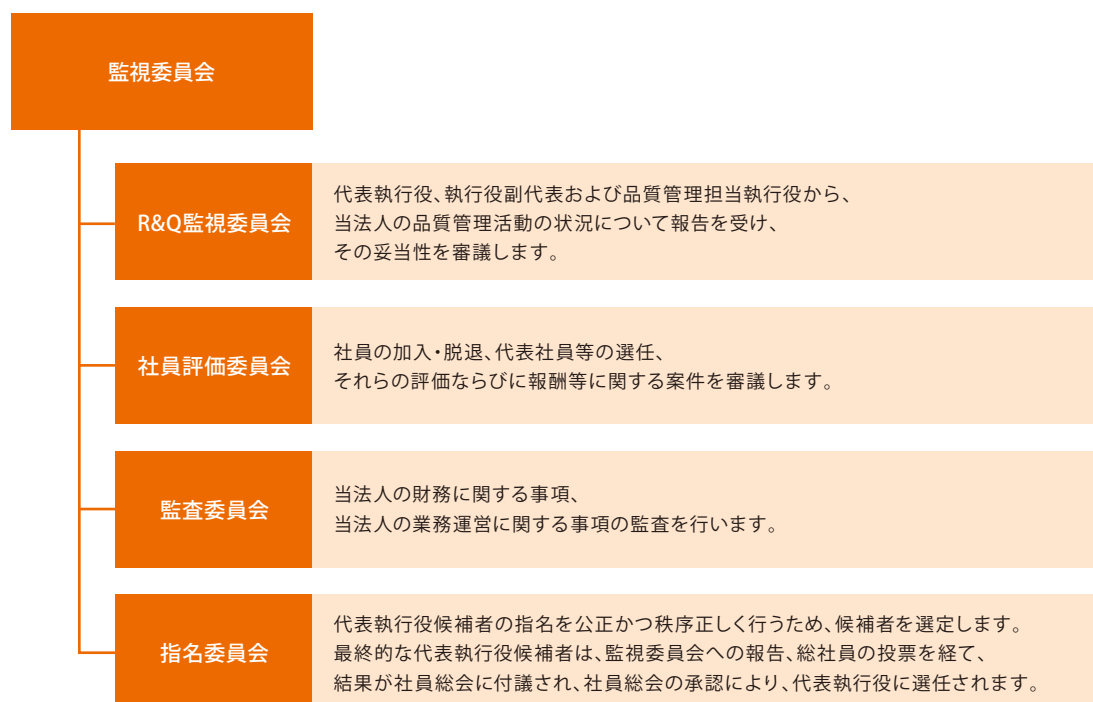 監視委員会
R&Q監視委員会
代表執行役、執行役副代表および品質管理担当執行役から、
当法人の品質管理活動の状況について報告を受け、
その妥当性を審議します。
社員評価委員会
社員の加入・脱退、代表社員等の選任、
それらの評価ならびに報酬等に関する案件を審議します。
監査委員会
当法人の財務に関する事項、
当法人の業務運営に関する事項の監査を行います。
指名委員会
代表執行役候補者の指名を公正かつ秩序正しく行うため、候補者を選定します。
最終的な代表執行役候補者は、監視委員会への報告、総社員の投票を経て、
結果が社員総会に付議され、社員総会の承認により、代表執行役に選任されます。